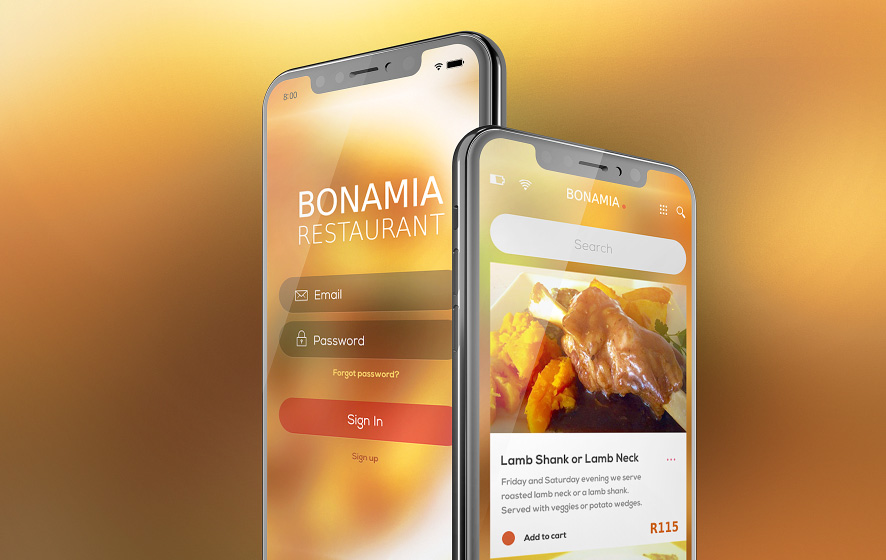 8:00
BONAMIA
RESTAURANT
Email
Password
Forgot password?
Sign In
Sign up
BONAMIA.
Search
Lamb Shank or Lamb Neck
Friday and Saturday evening we serve
roasted lamb neck or a lamb shank.
Served with veggies or potato wedges.
Add to cart
R115